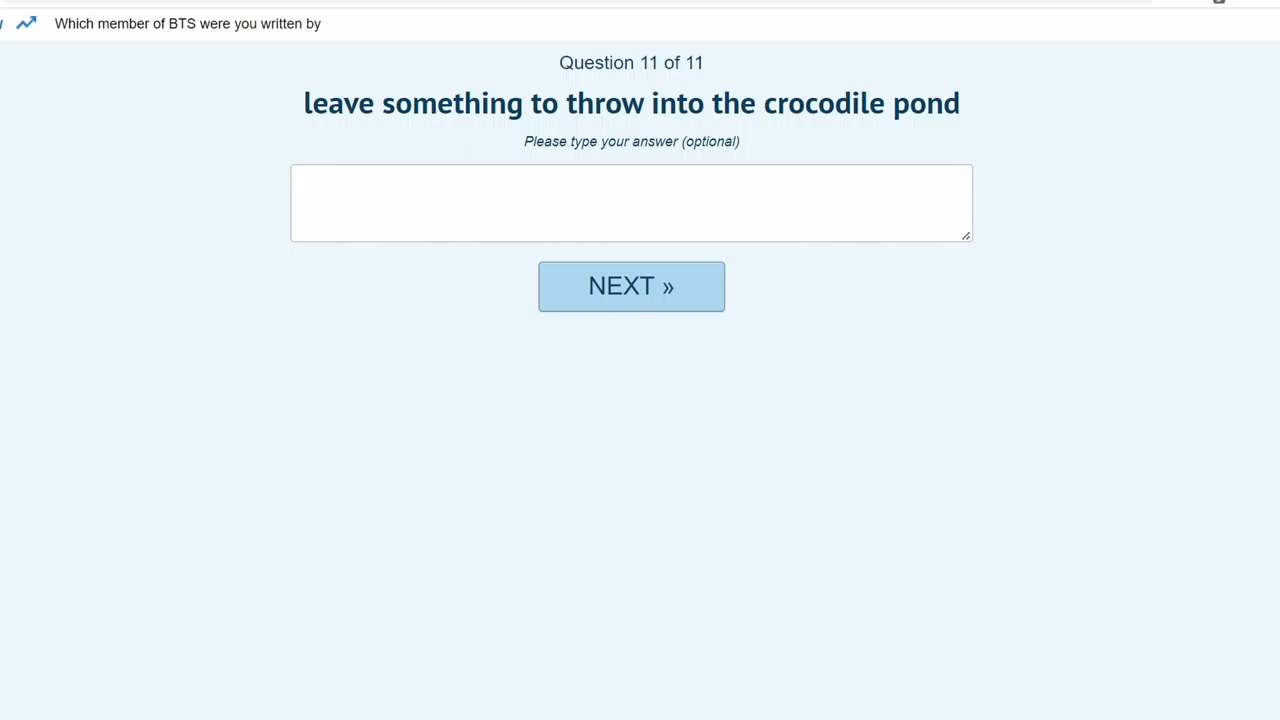 Which member of BTS were you written by
Question 11 of 11
leave something to throw into the crocodile pond
Please type your answer (optional)
NEXT »